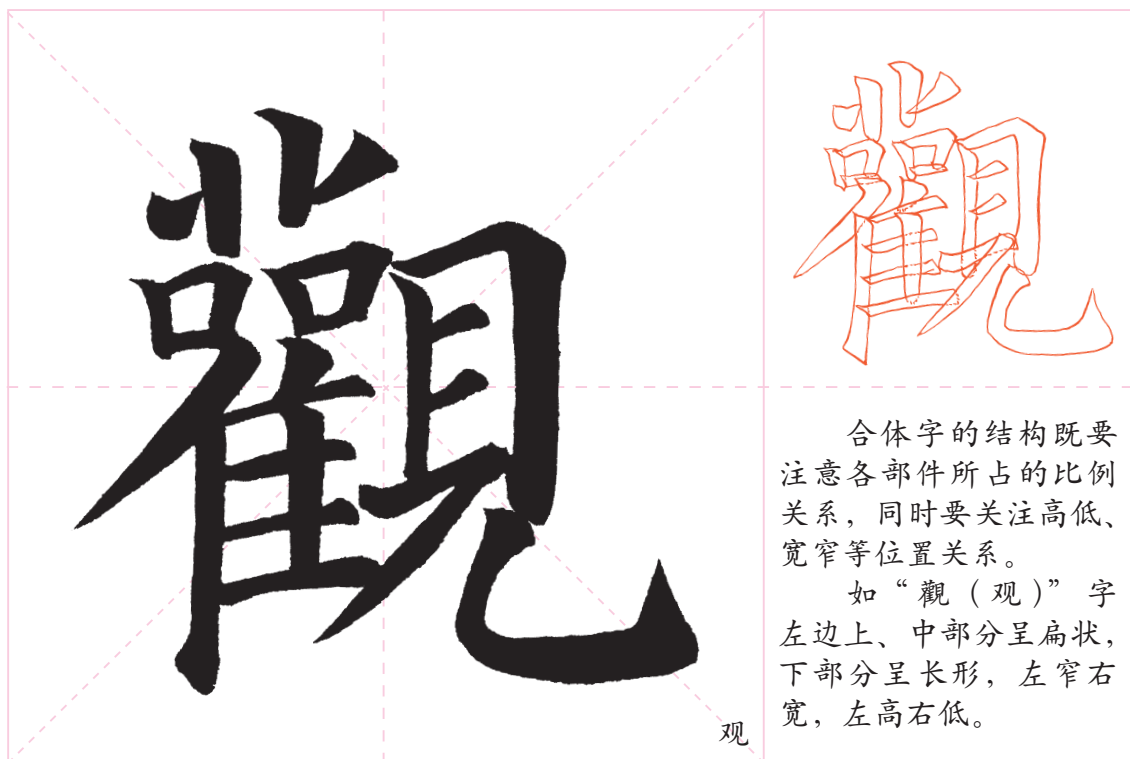 觀
观
觀
合体字的结构既要
注意各部件所占的比例
关系，同时要关注高低、
宽窄等位置关系。
如“觀（观）”字
左边上、中部分呈扁状，
下部分呈长形，左窄右
宽，左高右低。